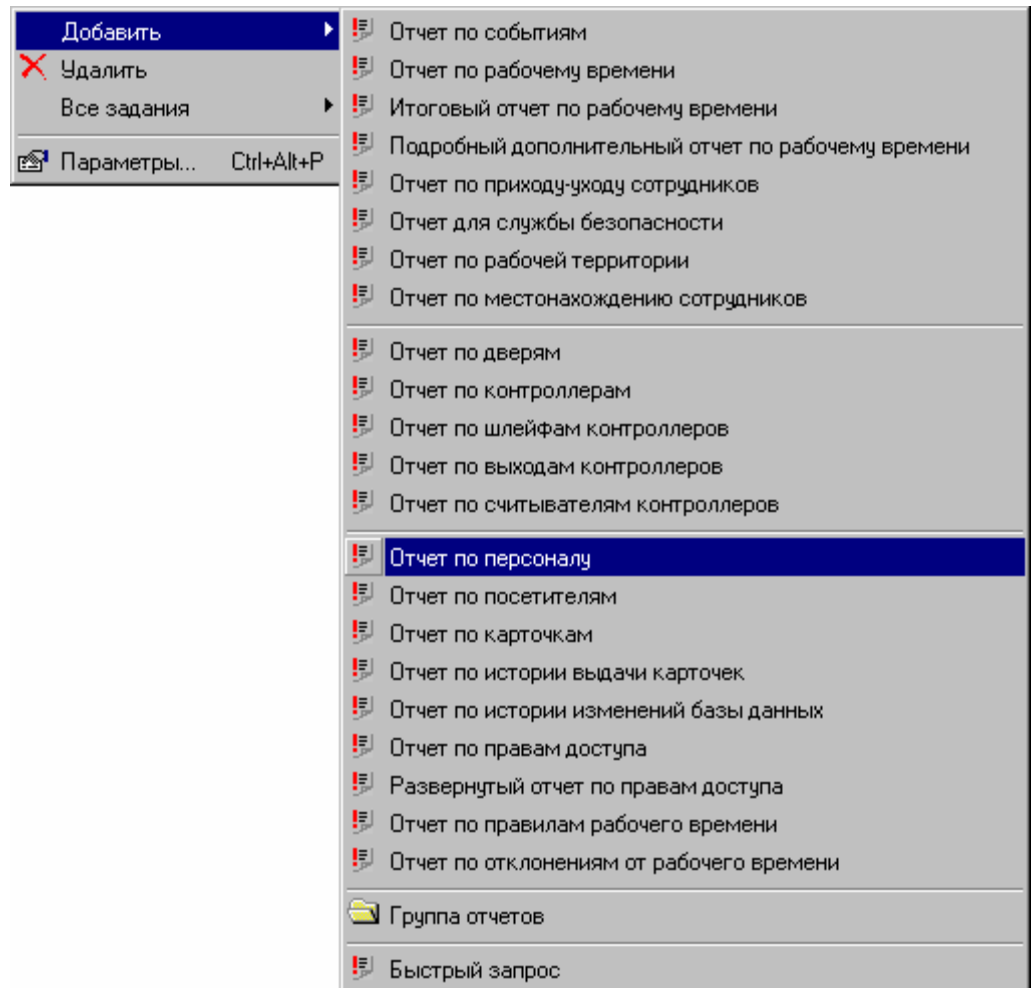 Добавить
Удалить
Все задания
Параметры... Ctrl+Alt+P
Отчет по событиям
Отчет по рабочему времени
Итоговый отчет по рабочему времени
Подробный дополнительный отчет по рабочему времени
Отчет по приходу-уходу сотрудников
Отчет для службы безопасности
Отчет по рабочей территории
Отчет по местонахождению сотрудников
Отчет по дверям
Отчет по контроллерам
Отчет по шлейфам контроллеров
Отчет по выходам контроллеров
Отчет по считывателям контроллеров
Отчет по персоналу
Отчет по посетителям
Отчет по карточкам
Отчет по истории выдачи карточек
Отчет по истории изменений базы данных
Отчет по правам доступа
Развернутый отчет по правам доступа
Отчет по правилам рабочего времени
Отчет по отклонениям от рабочего времени
Группа отчетов
Быстрый запрос